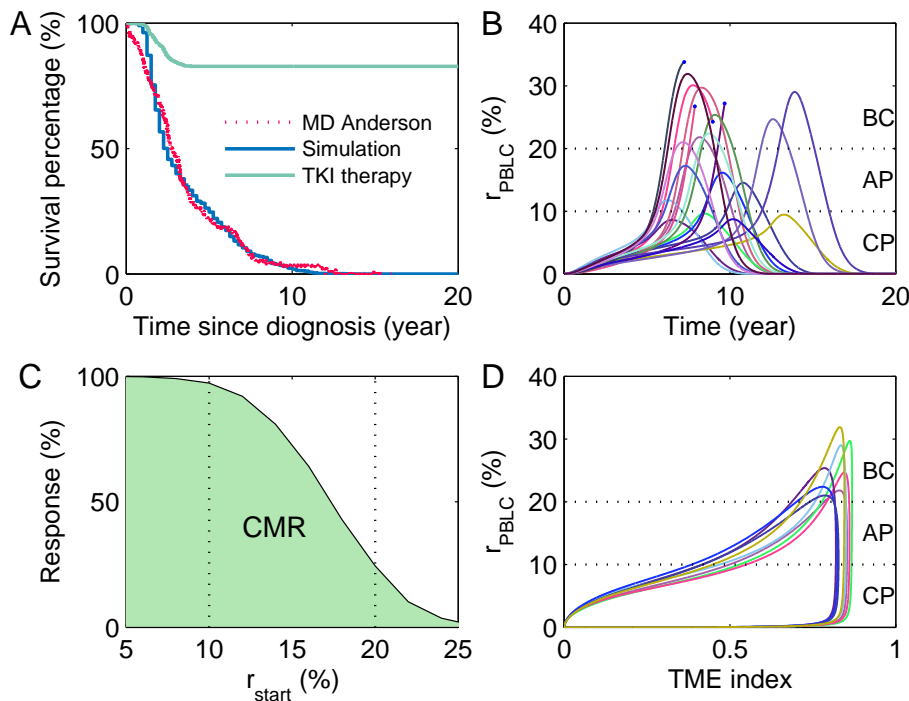 A
Survival percentage (%)
100
50
0
0
10
20
MD Anderson
Simulation
TKI therapy
Time since diognosis (year)
B
r_PBLC (%)
40
30
20
10
0
0
5
10
15
20
BC
AP
CP
Time (year)
C
Response (%)
100
50
0
5
10
15
20
25
CMR
r_start (%)
D
r_PBLC (%)
40
30
20
10
0
0
0.5
1
BC
AP
CP
TME index